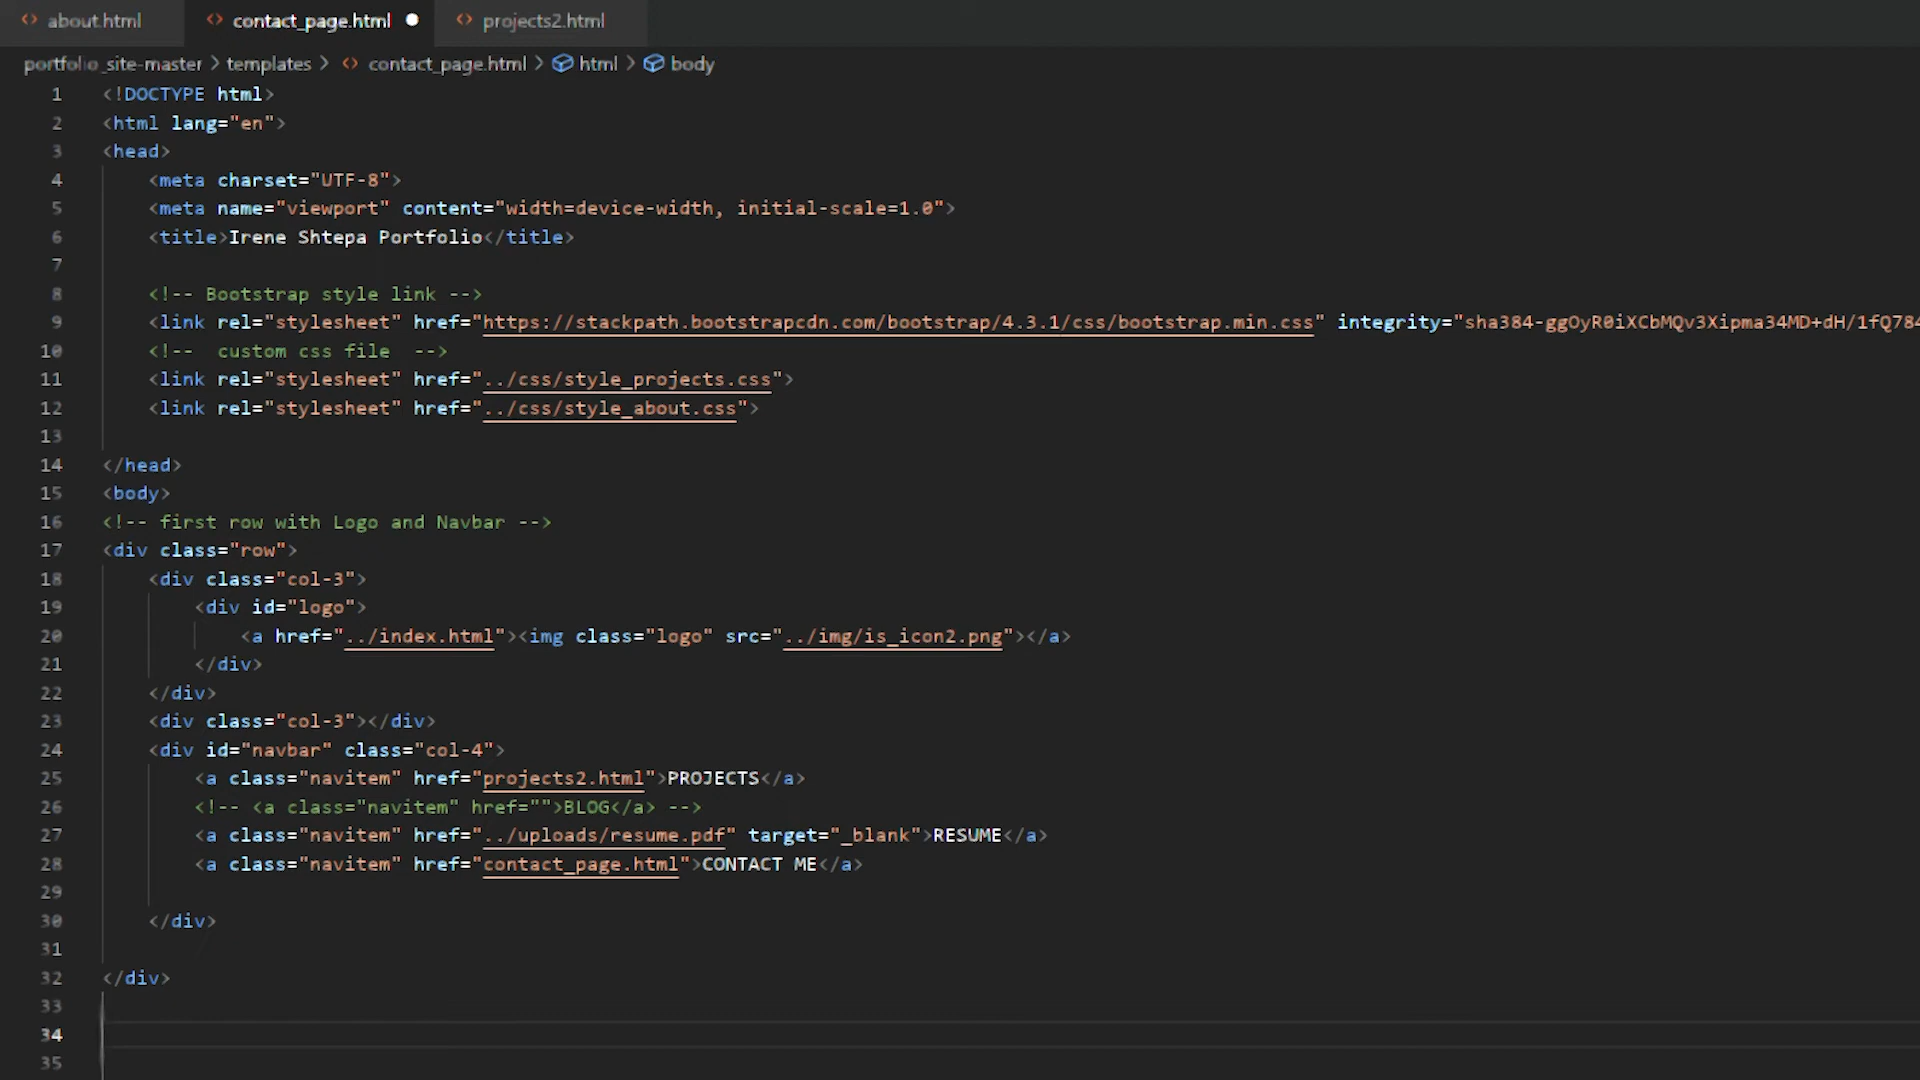 about.html contact_page.html projects2.html
portfolio_site-master > templates > contact_page.html > html > body
1 <!DOCTYPE html>
2 <html lang="en">
3 <head>
4 <meta charset="UTF-8">
5 <meta name="viewport" content="width=device-width, initial-scale=1.0">
6 <title>Irene Shtepa Portfolio</title>
7
8 <!-- Bootstrap style link -->
9 <link rel="stylesheet" href="https://stackpath.bootstrapcdn.com/bootstrap/4.3.1/css/bootstrap.min.css" integrity="sha384-ggOyR0iXCbMQv3Xipma34MD+dH/1fQ784
10 <!--  custom css file  -->
11 <link rel="stylesheet" href="../css/style_projects.css">
12 <link rel="stylesheet" href="../css/style_about.css">
13
14 </head>
15 <body>
16 <!-- first row with Logo and Navbar -->
17 <div class="row">
18 <div class="col-3">
19 <div id="logo">
20 <a href="../index.html"><img class="logo" src="../img/is_icon2.png"></a>
21 </div>
22 </div>
23 <div class="col-3"></div>
24 <div id="navbar" class="col-4">
25 <a class="navitem" href="projects2.html">PROJECTS</a>
26 <!-- <a class="navitem" href="">BLOG</a> -->
27 <a class="navitem" href="../uploads/resume.pdf" target="_blank">RESUME</a>
28 <a class="navitem" href="contact_page.html">CONTACT ME</a>
29
30 </div>
31
32 </div>
33
34
35